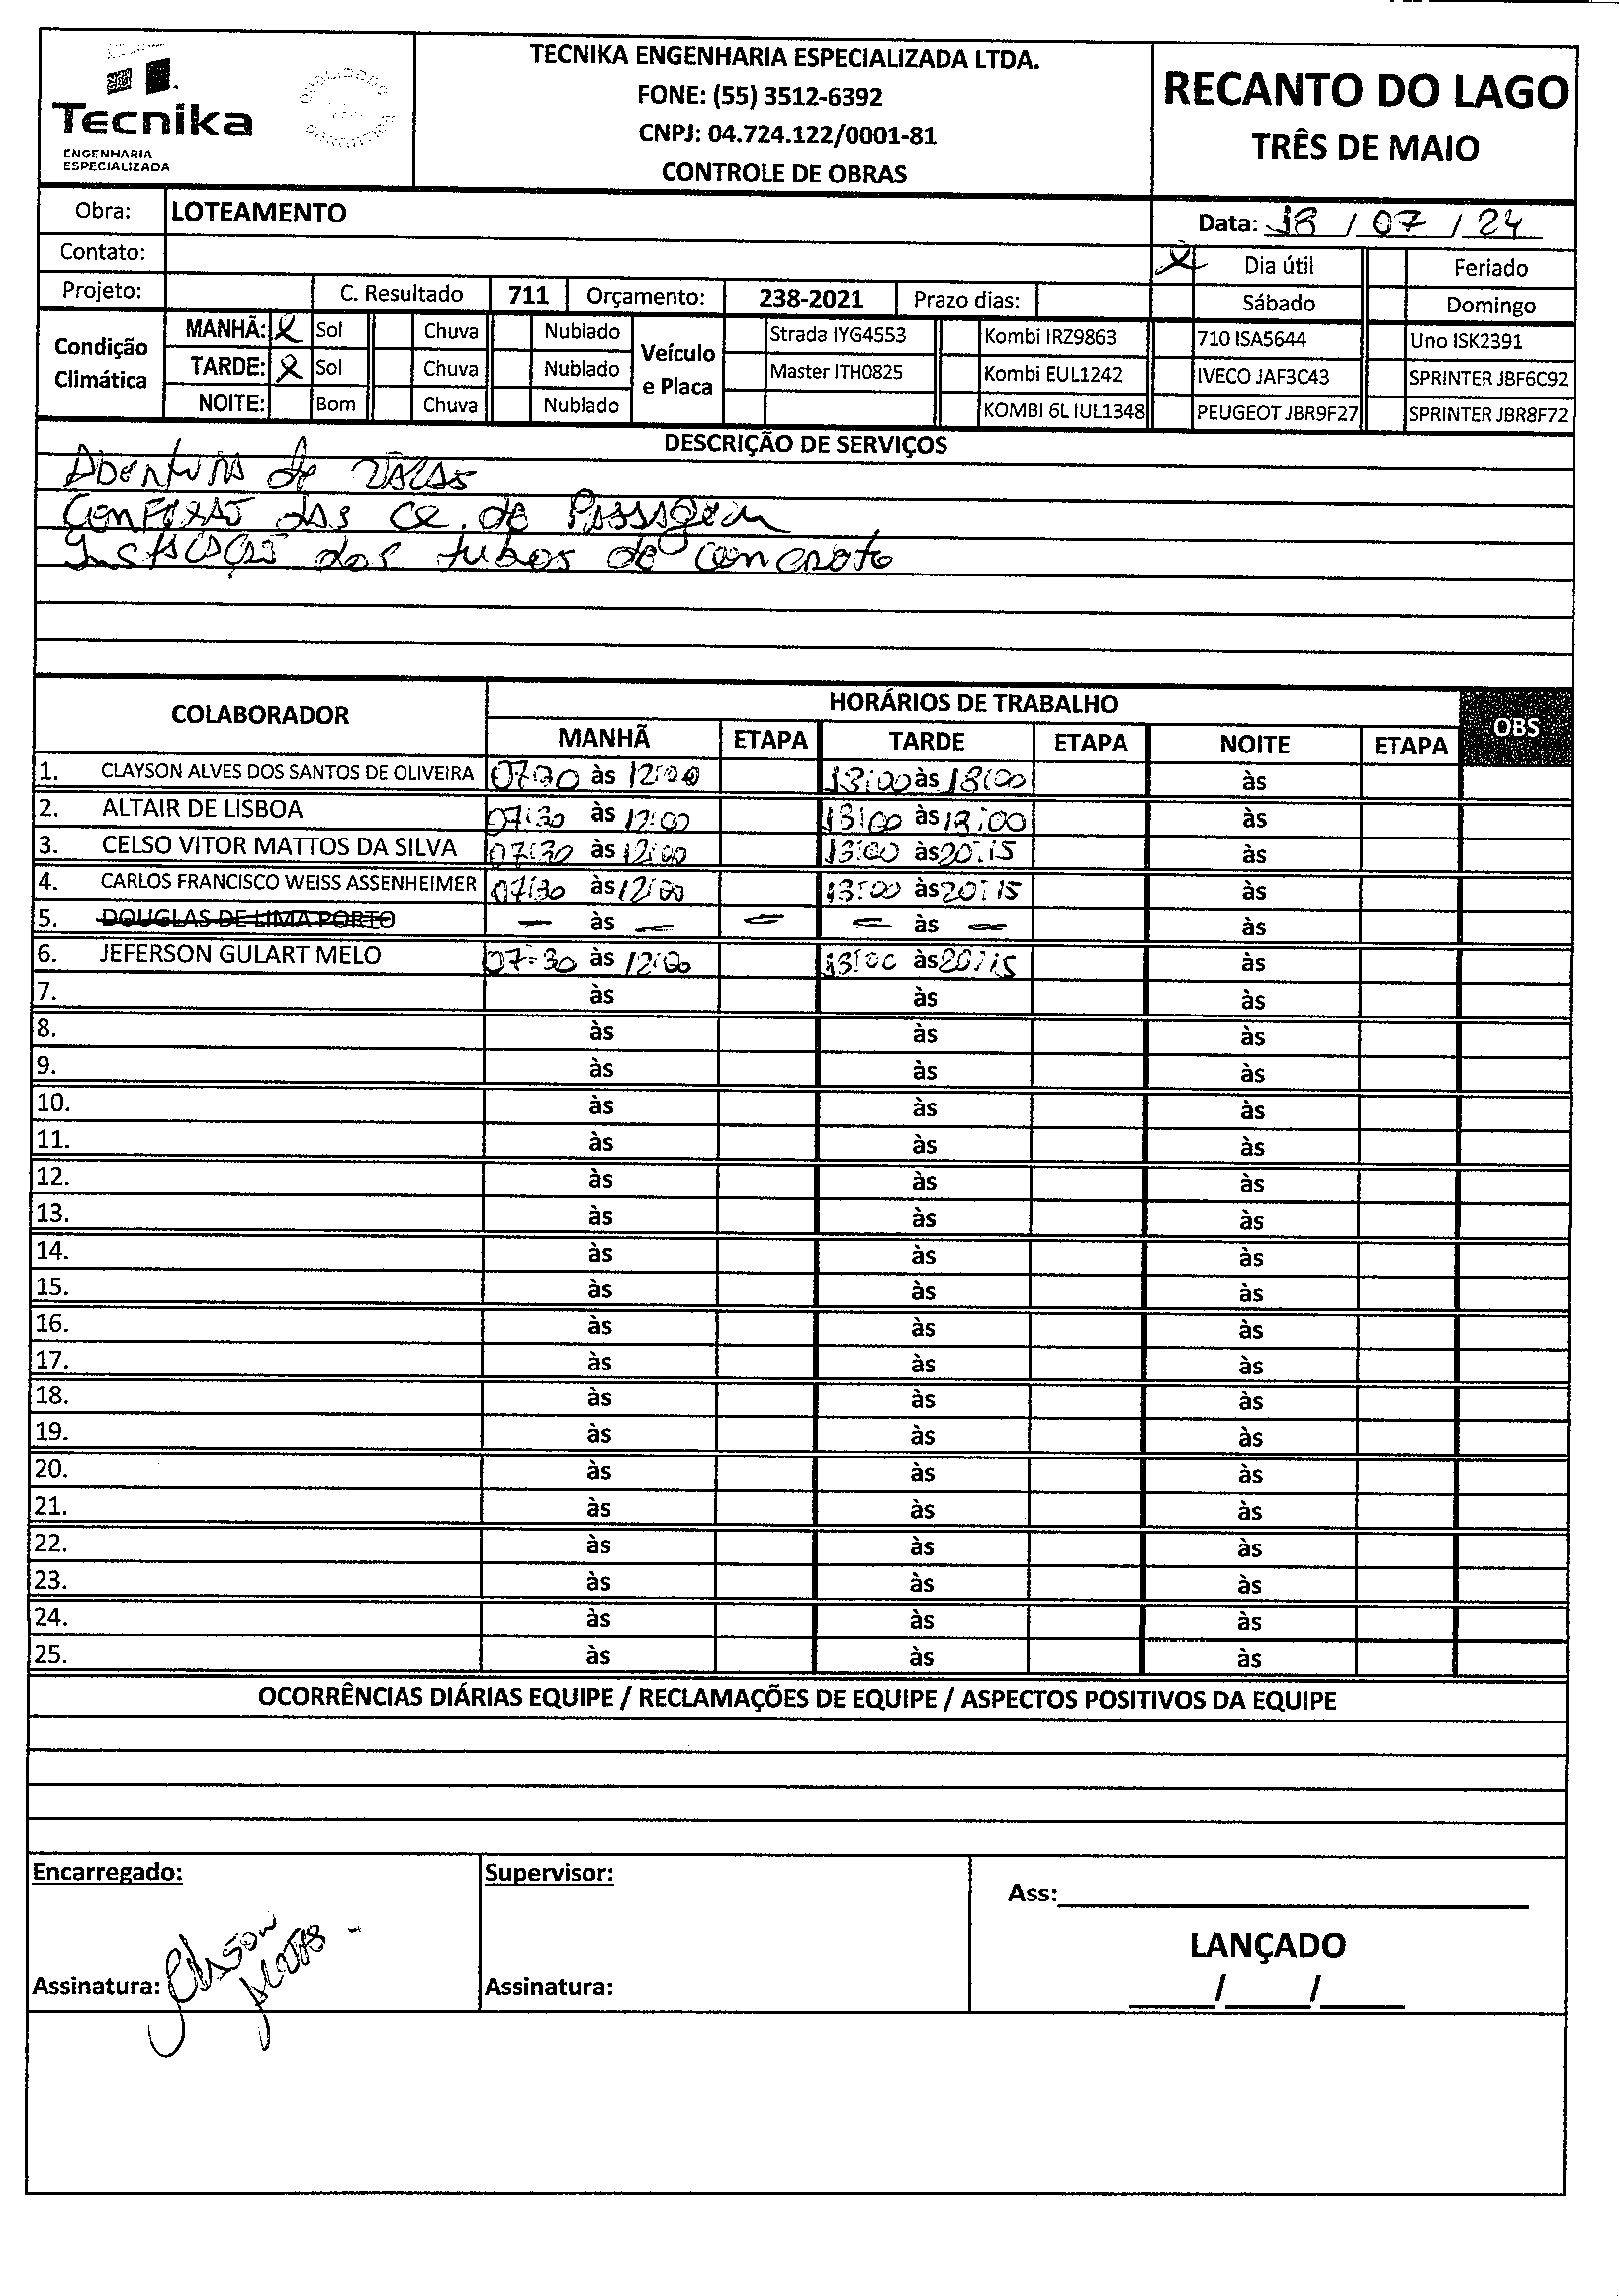 Tecnika
ENGENHARIA
ESPECIALIZADA
TECNIKA ENGENHARIA ESPECIALIZADA LTDA.
FONE: (55) 3512-6392
CNPJ: 04.724.122/0001-81
CONTROLE DE OBRAS
RECANTO DO LAGO
TRÊS DE MAIO
Obra: LOTEAMENTO
Data: 18 / 07 / 24
Contato:
X Dia útil Feriado
Projeto: C. Resultado 711 Orçamento: 238-2021 Prazo dias: Sábado Domingo
Condição Climática
MANHÃ: X Sol Chuva Nublado
TARDE: X Sol Chuva Nublado
NOITE: Bom Chuva Nublado
Veículo e Placa
Strada IYG4553 Kombi IRZ9863 710 ISA5644 Uno ISK2391
Master ITH0825 Kombi EUL1242 IVECO JAF3C43 SPRINTER JBF6C92
KOMBI 6L IUL1348 PEUGEOT JBR9F27 SPRINTER JBR8F72
DESCRIÇÃO DE SERVIÇOS
Abertura de valas
das cx. de Passagem
dos tubos de concreto
COLABORADOR HORÁRIOS DE TRABALHO OBS
MANHÃ ETAPA TARDE ETAPA NOITE ETAPA
1. CLAYSON ALVES DOS SANTOS DE OLIVEIRA 07:30 às 12:00 13:00 às 18:00 às
2. ALTAIR DE LISBOA 07:30 às 12:00 13:00 às 18:00 às
3. CELSO VITOR MATTOS DA SILVA 07:30 às 12:00 13:00 às 20:15 às
4. CARLOS FRANCISCO WEISS ASSENHEIMER 07:30 às 12:00 13:00 às 20:15 às
5. DOUGLAS DE LIMA PORTO — às — — — às — às
6. JEFERSON GULART MELO 07:30 às 12:00 13:00 às 20:15 às
7. às às às
8. às às às
9. às às às
10. às às às
11. às às às
12. às às às
13. às às às
14. às às às
15. às às às
16. às às às
17. às às às
18. às às às
19. às às às
20. às às às
21. às às às
22. às às às
23. às às às
24. às às às
25. às às às
OCORRÊNCIAS DIÁRIAS EQUIPE / RECLAMAÇÕES DE EQUIPE / ASPECTOS POSITIVOS DA EQUIPE
Encarregado: Supervisor:
Ass:
LANÇADO
Assinatura: Assinatura:
/ /